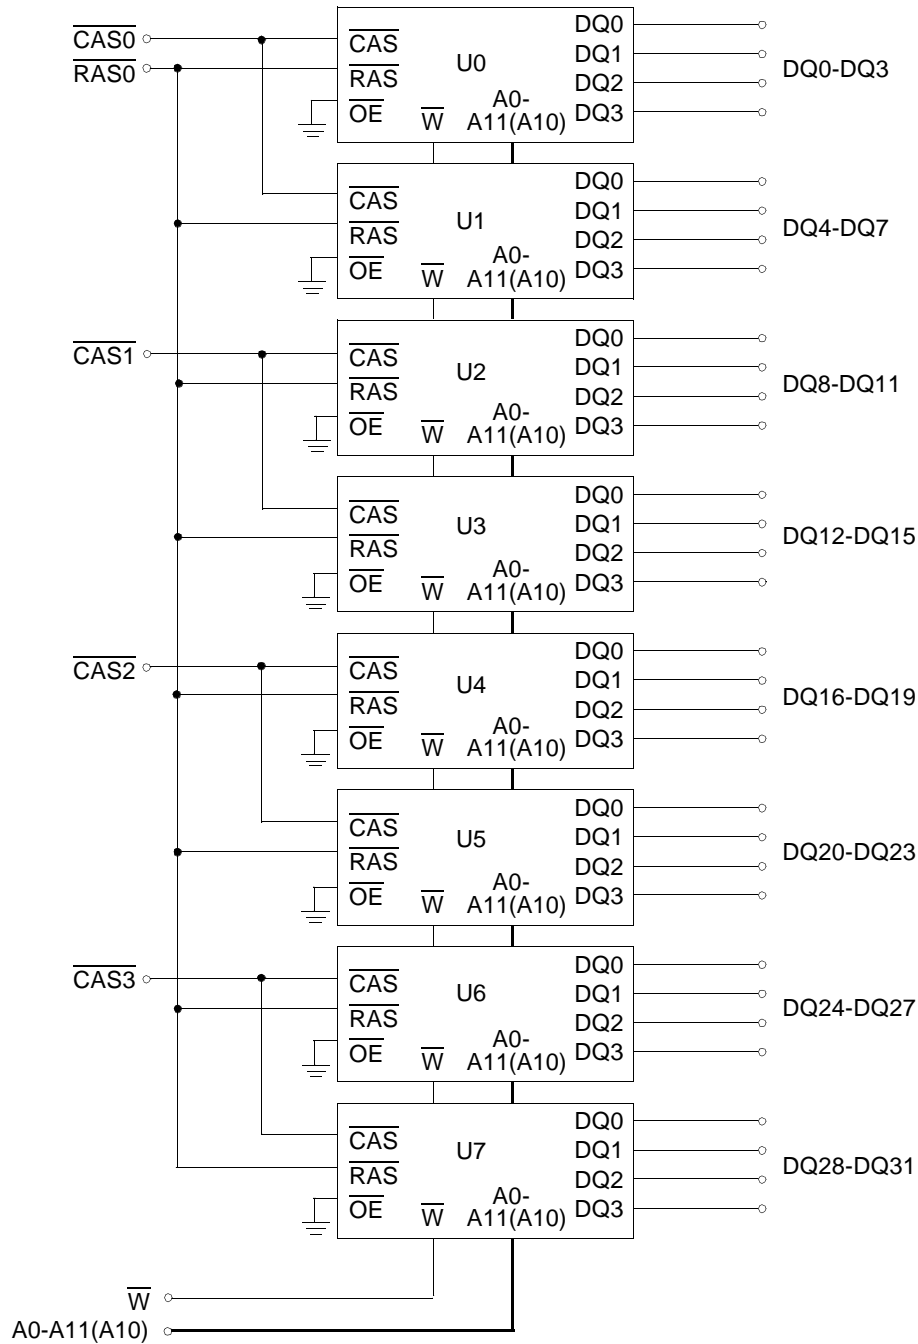 CAS0
RAS0
CAS
RAS
OE
U0
W
A0-
A11(A10)
DQ0
DQ1
DQ2
DQ3
DQ0-DQ3
CAS
RAS
OE
U1
W
A0-
A11(A10)
DQ0
DQ1
DQ2
DQ3
DQ4-DQ7
CAS1
CAS
RAS
OE
U2
W
A0-
A11(A10)
DQ0
DQ1
DQ2
DQ3
DQ8-DQ11
CAS
RAS
OE
U3
W
A0-
A11(A10)
DQ0
DQ1
DQ2
DQ3
DQ12-DQ15
CAS2
CAS
RAS
OE
U4
W
A0-
A11(A10)
DQ0
DQ1
DQ2
DQ3
DQ16-DQ19
CAS
RAS
OE
U5
W
A0-
A11(A10)
DQ0
DQ1
DQ2
DQ3
DQ20-DQ23
CAS3
CAS
RAS
OE
U6
W
A0-
A11(A10)
DQ0
DQ1
DQ2
DQ3
DQ24-DQ27
CAS
RAS
OE
U7
W
A0-
A11(A10)
DQ0
DQ1
DQ2
DQ3
DQ28-DQ31
W
A0-A11(A10)